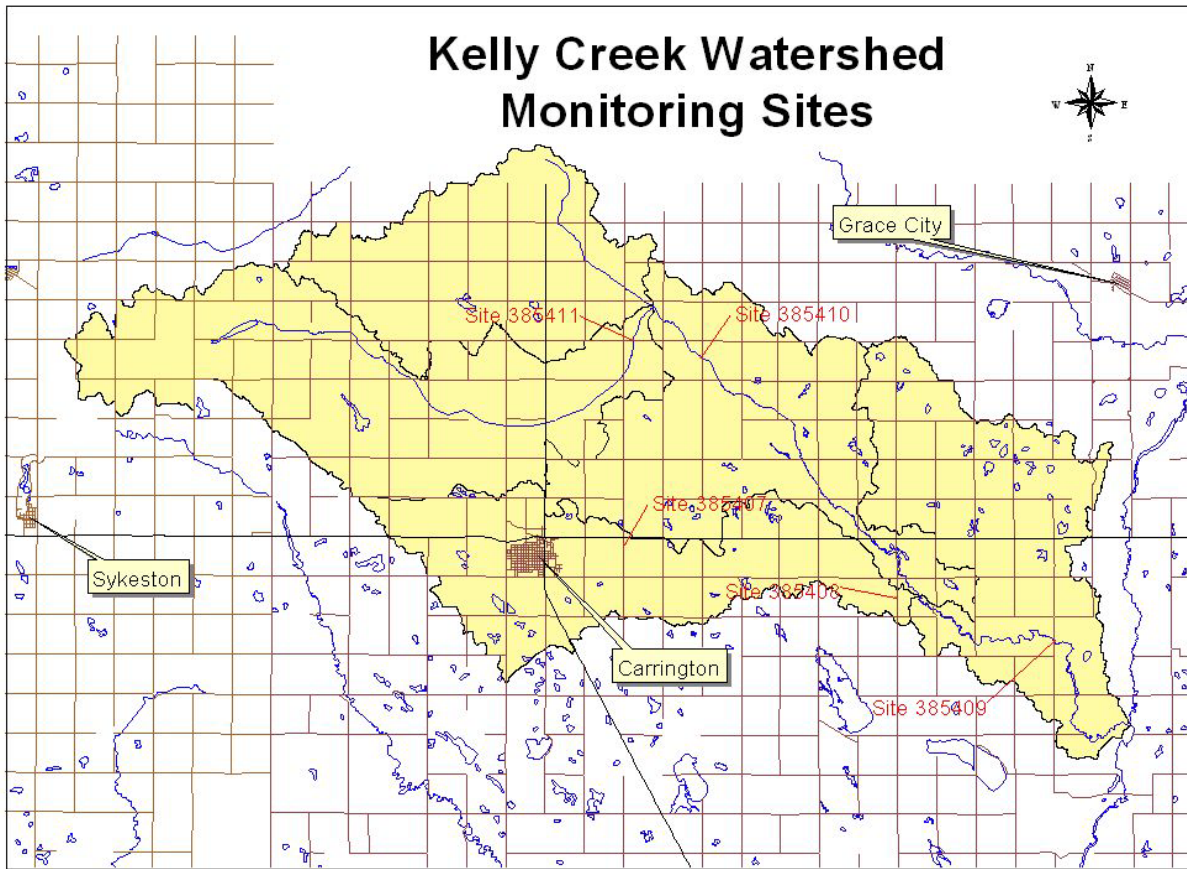 Kelly Creek Watershed
Monitoring Sites
N
W E
S
Grace City
Site 385411
Site 385410
Site 385407
Sykeston
Site 385408
Carrington
Site 385409